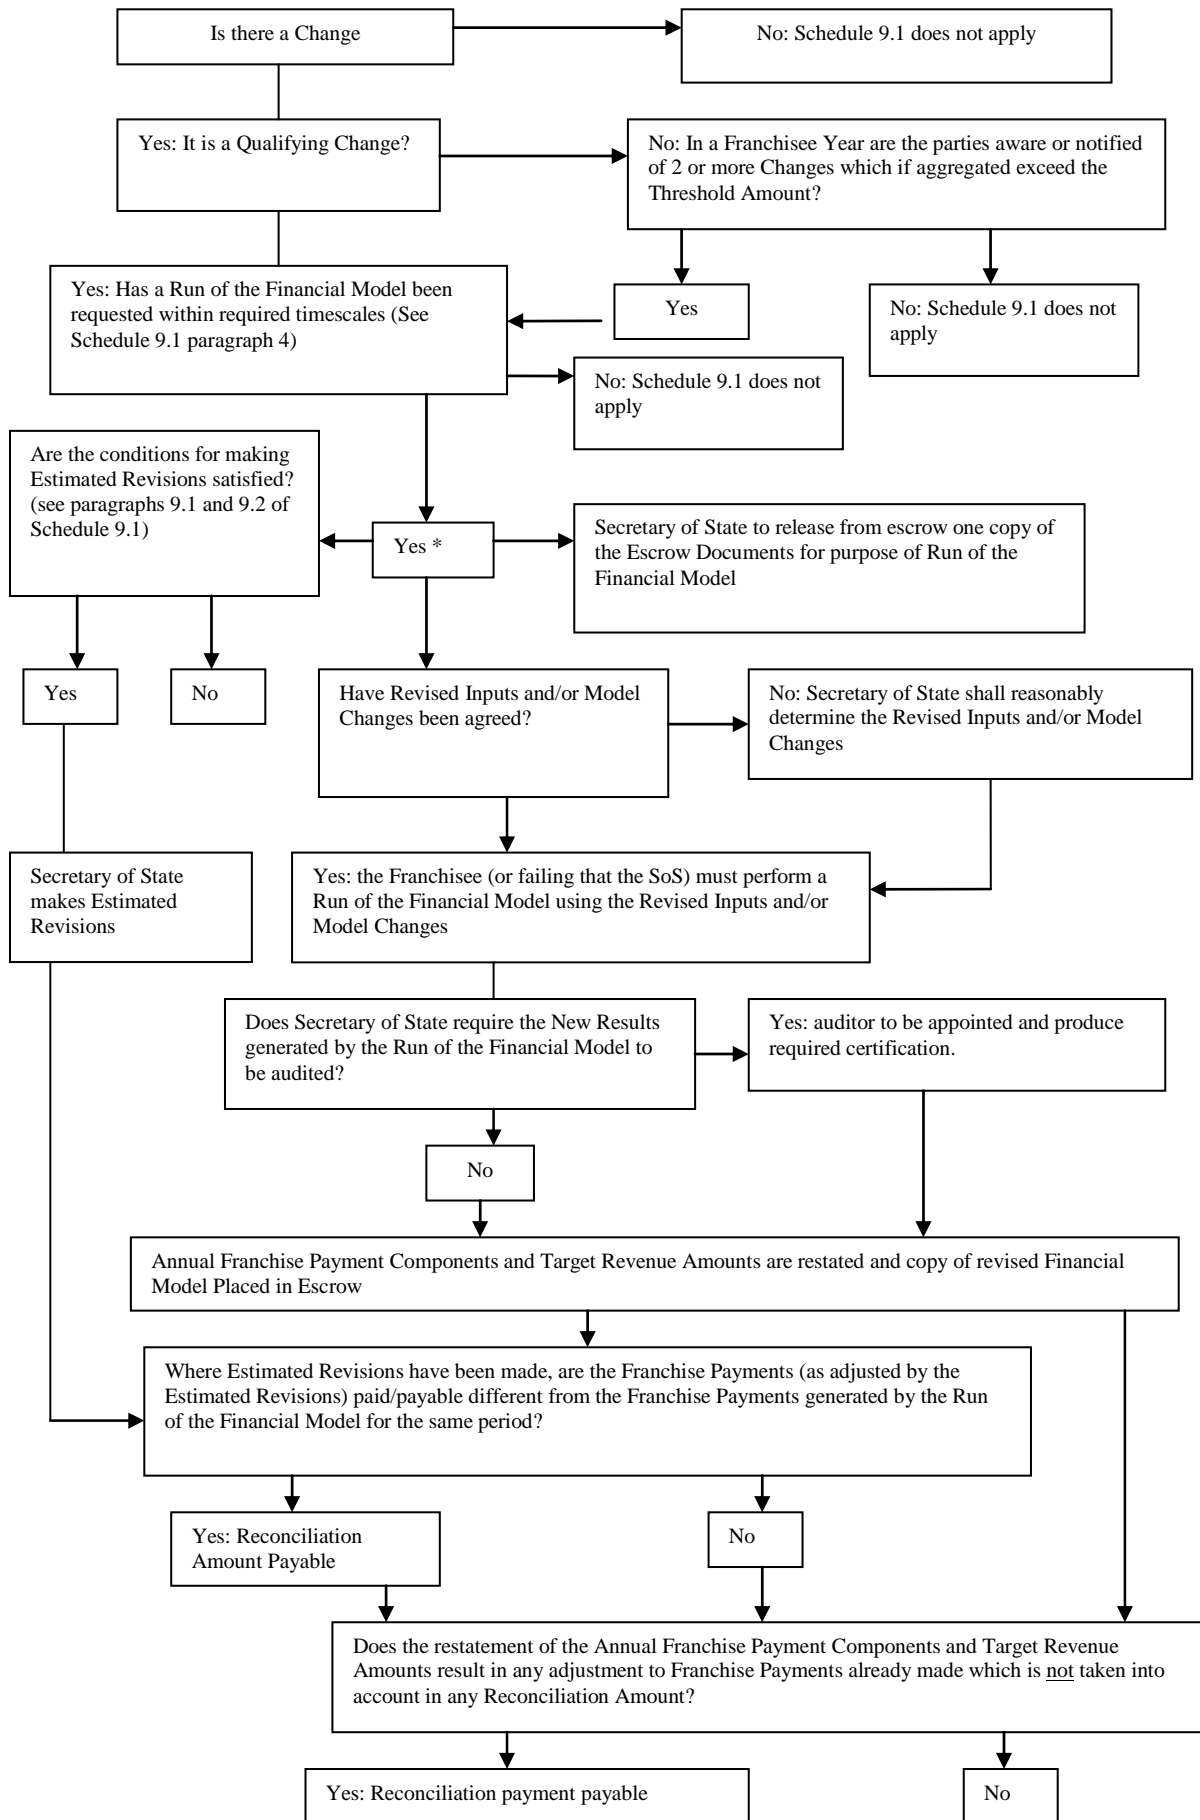 Is there a Change
No: Schedule 9.1 does not apply
Yes: It is a Qualifying Change?
No: In a Franchisee Year are the parties aware or notified
of 2 or more Changes which if aggregated exceed the
Threshold Amount?
Yes: Has a Run of the Financial Model been
requested within required timescales (See
Schedule 9.1 paragraph 4)
Yes
No: Schedule 9.1 does not
apply
No: Schedule 9.1 does not
apply
Are the conditions for making
Estimated Revisions satisfied?
(see paragraphs 9.1 and 9.2 of
Schedule 9.1)
Yes *
Secretary of State to release from escrow one copy of
the Escrow Documents for purpose of Run of the
Financial Model
Yes
No
Have Revised Inputs and/or Model
Changes been agreed?
No: Secretary of State shall reasonably
determine the Revised Inputs and/or Model
Changes
Secretary of State
makes Estimated
Revisions
Yes: the Franchisee (or failing that the SoS) must perform a
Run of the Financial Model using the Revised Inputs and/or
Model Changes
Does Secretary of State require the New Results
generated by the Run of the Financial Model to
be audited?
Yes: auditor to be appointed and produce
required certification.
No
Annual Franchise Payment Components and Target Revenue Amounts are restated and copy of revised Financial
Model Placed in Escrow
Where Estimated Revisions have been made, are the Franchise Payments (as adjusted by the
Estimated Revisions) paid/payable different from the Franchise Payments generated by the Run
of the Financial Model for the same period?
Yes: Reconciliation
Amount Payable
No
Does the restatement of the Annual Franchise Payment Components and Target Revenue
Amounts result in any adjustment to Franchise Payments already made which is not taken into
account in any Reconciliation Amount?
Yes: Reconciliation payment payable
No